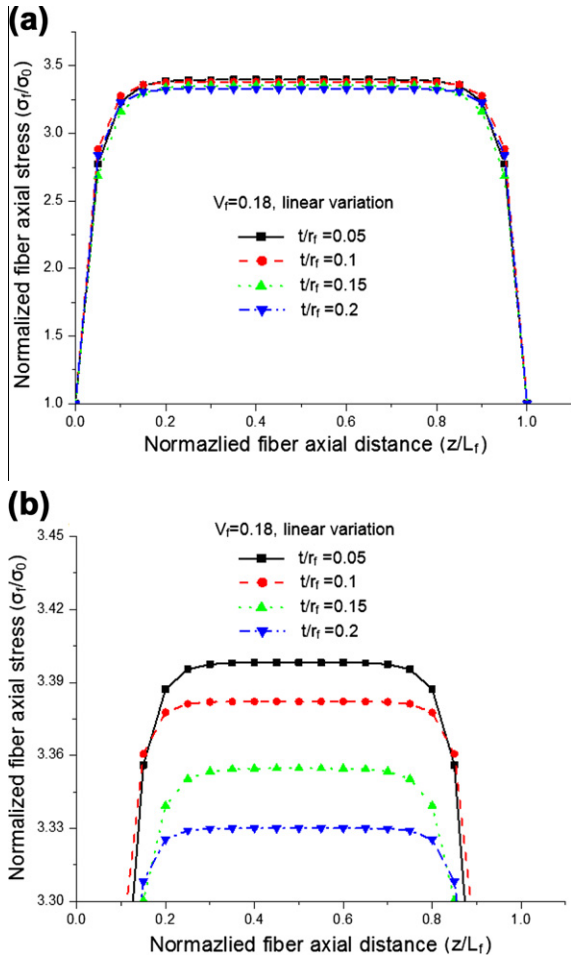 (a)
3.5
3.0
2.5
2.0
1.5
1.0
Normalized fiber axial stress (σf/σ0)
Vf=0.18, linear variation
t/rf =0.05
t/rf =0.1
t/rf =0.15
t/rf =0.2
0.0 0.2 0.4 0.6 0.8 1.0
Normazlied fiber axial distance (z/Lf)
(b)
3.45
3.42
3.39
3.36
3.33
3.30
Normalized fiber axial stress (σf/σ0)
Vf=0.18, linear variation
t/rf =0.05
t/rf =0.1
t/rf =0.15
t/rf =0.2
0.0 0.2 0.4 0.6 0.8 1.0
Normazlied fiber axial distance (z/Lf)